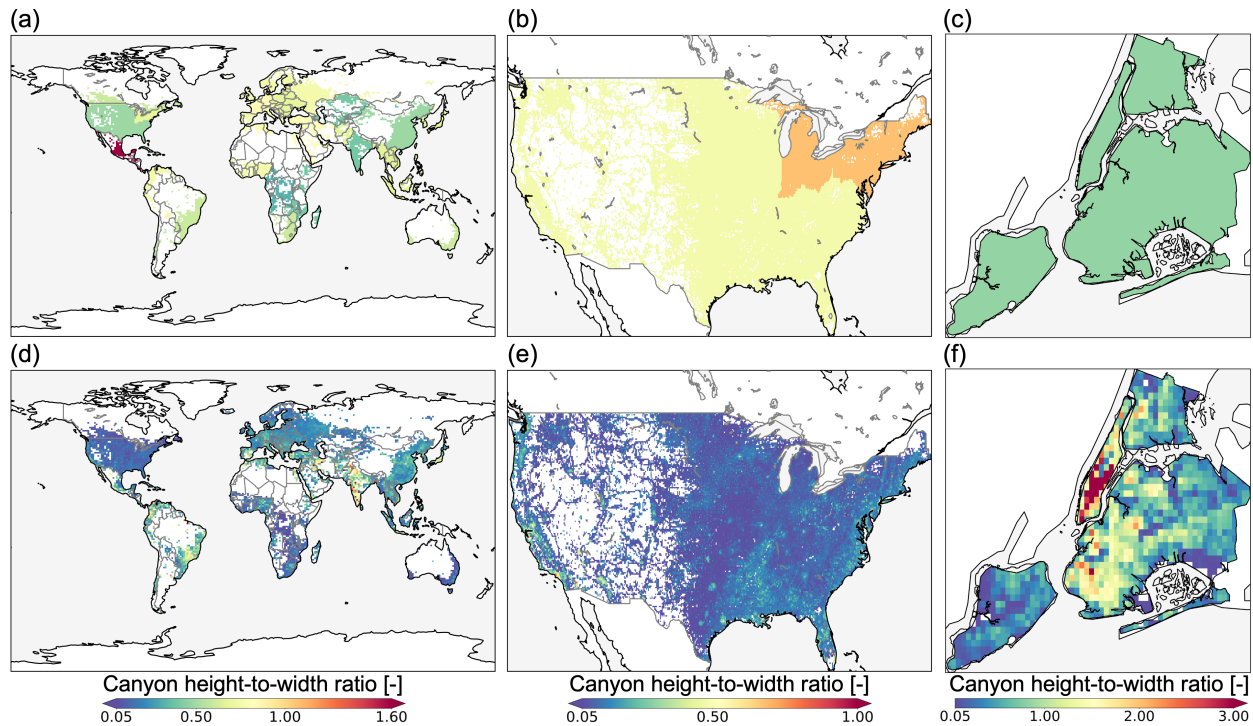 (a) (b) (c)
(d) (e) (f)
Canyon height-to-width ratio [-] Canyon height-to-width ratio [-] Canyon height-to-width ratio [-]
0.05 0.50 1.00 1.60 0.05 0.50 1.00 0.05 1.00 2.00 3.00